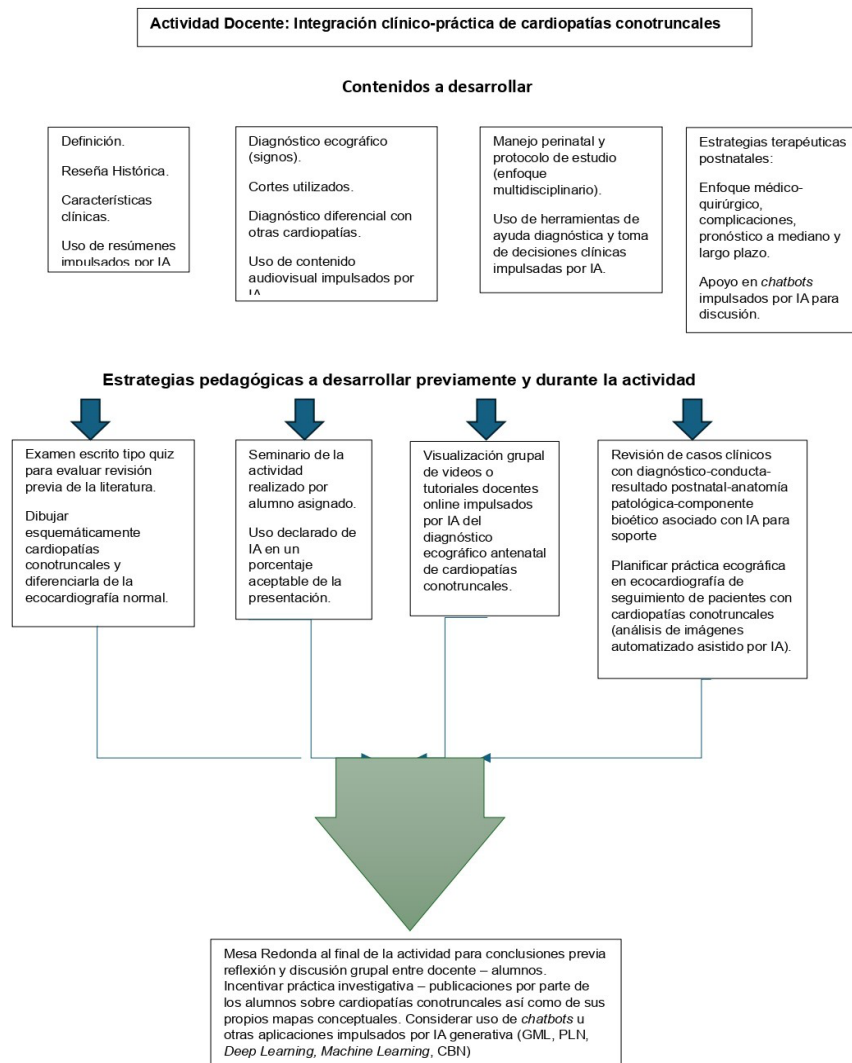 Actividad Docente: Integración clínico-práctica de cardiopatías conotruncales
Contenidos a desarrollar
Definición.
Reseña Histórica.
Características
clínicas.
Uso de resúmenes
impulsados por IA
Diagnóstico ecográfico
(signos).
Cortes utilizados.
Diagnóstico diferencial con
otras cardiopatías.
Uso de contenido
audiovisual impulsados por
IA
Manejo perinatal y
protocolo de estudio
(enfoque
multidisciplinario).
Uso de herramientas de
ayuda diagnóstica y toma
de decisiones clínicas
impulsadas por IA.
Estrategias terapéuticas
postnatales:
Enfoque médico-
quirúrgico,
complicaciones,
pronóstico a mediano y
largo plazo.
Apoyo en chatbots
impulsados por IA para
discusión.
Estrategias pedagógicas a desarrollar previamente y durante la actividad
Examen escrito tipo quiz
para evaluar revisión
previa de la literatura.
Dibujar
esquemáticamente
cardiopatías
conotruncales y
diferenciarla de la
ecocardiografía normal.
Seminario de la
actividad
realizado por
alumno asignado.
Uso declarado de
IA en un
porcentaje
aceptable de la
presentación.
Visualización grupal
de videos o
tutoriales docentes
online impulsados
por IA del
diagnóstico
ecográfico antenatal
de cardiopatías
conotruncales.
Revisión de casos clínicos
con diagnóstico-conducta-
resultado postnatal-anatomía
patológica-componente
bioético asociado con IA para
soporte
Planificar práctica ecográfica
en ecocardiografía de
seguimiento de pacientes con
cardiopatías conotruncales
(análisis de imágenes
automatizado asistido por IA).
Mesa Redonda al final de la actividad para conclusiones previa
reflexión y discusión grupal entre docente – alumnos.
Incentivar práctica investigativa – publicaciones por parte de
los alumnos sobre cardiopatías conotruncales así como de sus
propios mapas conceptuales. Considerar uso de chatbots u
otras aplicaciones impulsados por IA generativa (GML, PLN,
Deep Learning, Machine Learning, CBN)